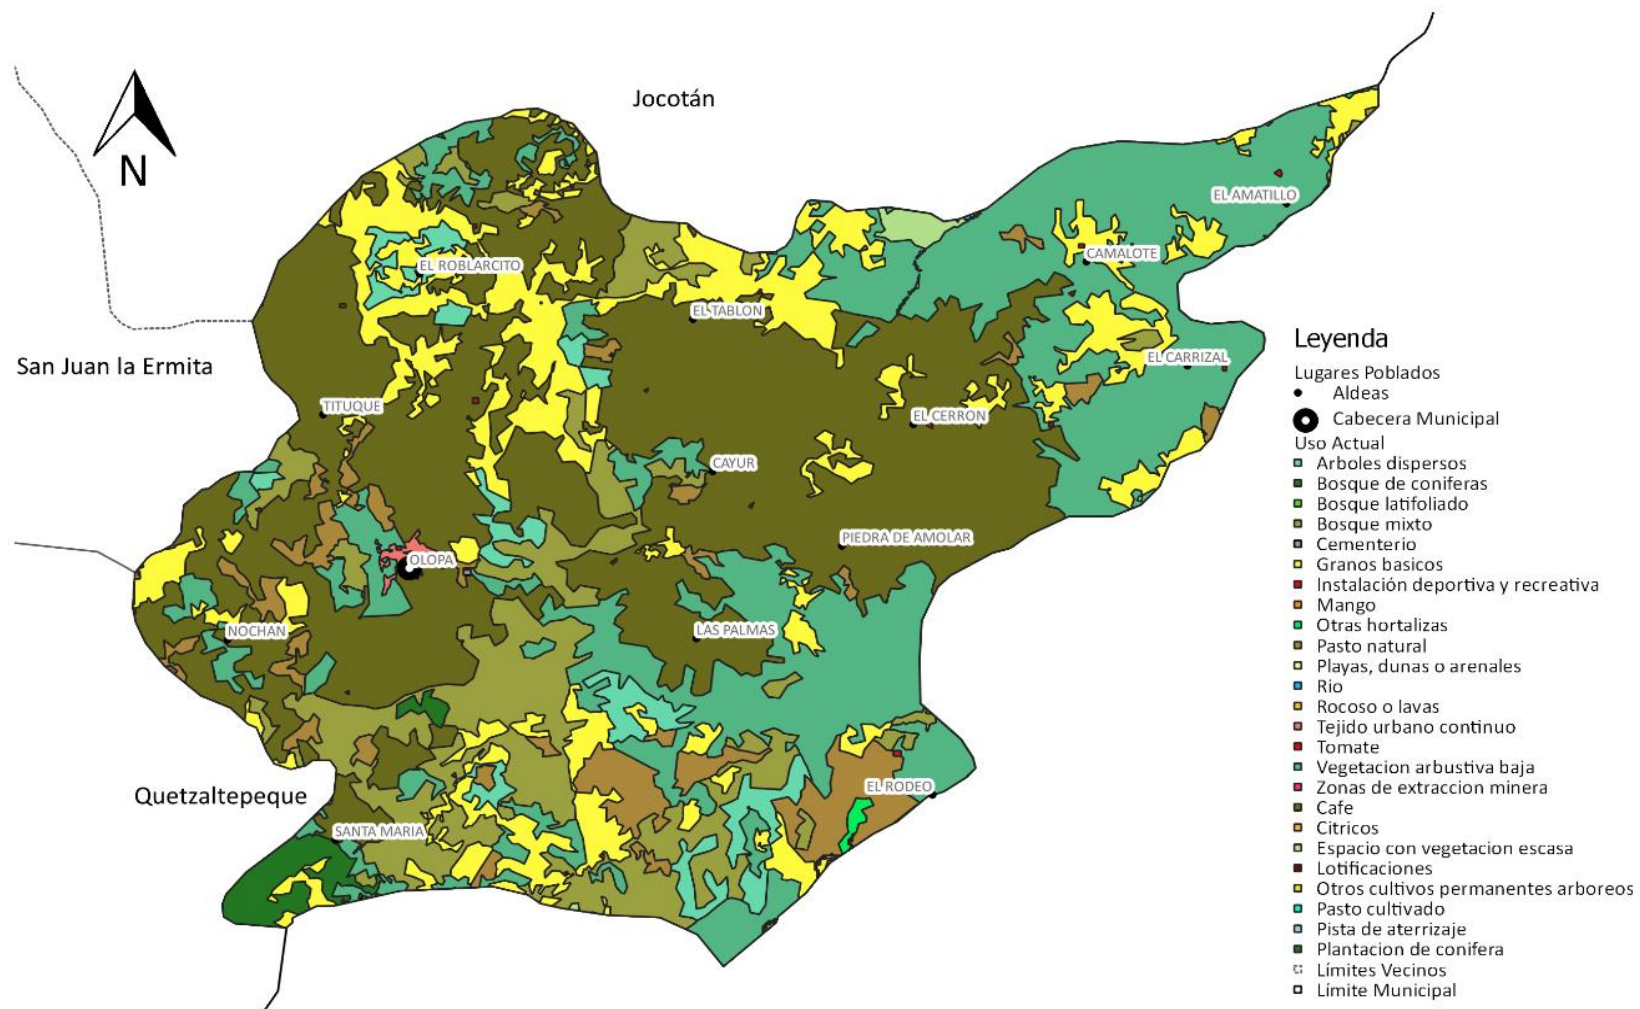 Jocotán
N
EL AMATILLO
CAMALOTE
EL ROBLARCITO
EL TABLON
San Juan la Ermita
EL CARRIZAL
TITUQUE
EL CERRON
CAYUR
PIEDRA DE AMOLAR
OLOPA
NOCHAN
LAS PALMAS
EL RODEO
Quetzaltepeque
SANTA MARIA
Leyenda
Lugares Poblados
Aldeas
Cabecera Municipal
Uso Actual
Arboles dispersos
Bosque de coniferas
Bosque latifoliado
Bosque mixto
Cementerio
Granos basicos
Instalación deportiva y recreativa
Mango
Otras hortalizas
Pasto natural
Playas, dunas o arenales
Rio
Rocoso o lavas
Tejido urbano continuo
Tomate
Vegetacion arbustiva baja
Zonas de extraccion minera
Cafe
Citricos
Espacio con vegetacion escasa
Lotificaciones
Otros cultivos permanentes arboreos
Pasto cultivado
Pista de aterrizaje
Plantacion de conifera
Límites Vecinos
Límite Municipal